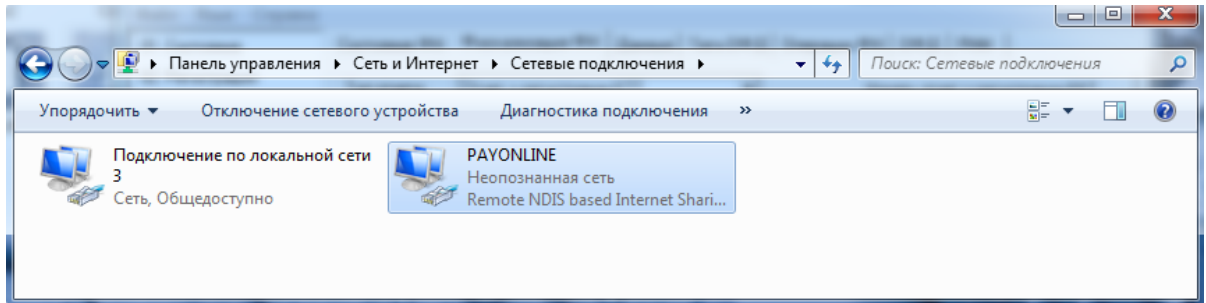 Панель управления ▸ Сеть и Интернет ▸ Сетевые подключения ▸
Поиск: Сетевые подключения
Упорядочить Отключение сетевого устройства Диагностика подключения »
Подключение по локальной сети
3
Сеть, Общедоступно
PAYONLINE
Неопознанная сеть
Remote NDIS based Internet Shari...